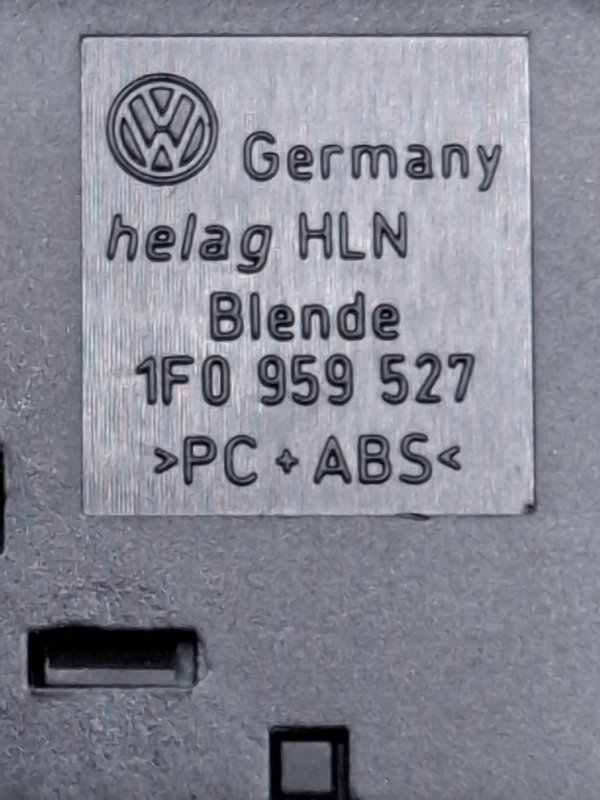 Germany
helag HLN
Blende
1F0 959 527
>PC + ABS<